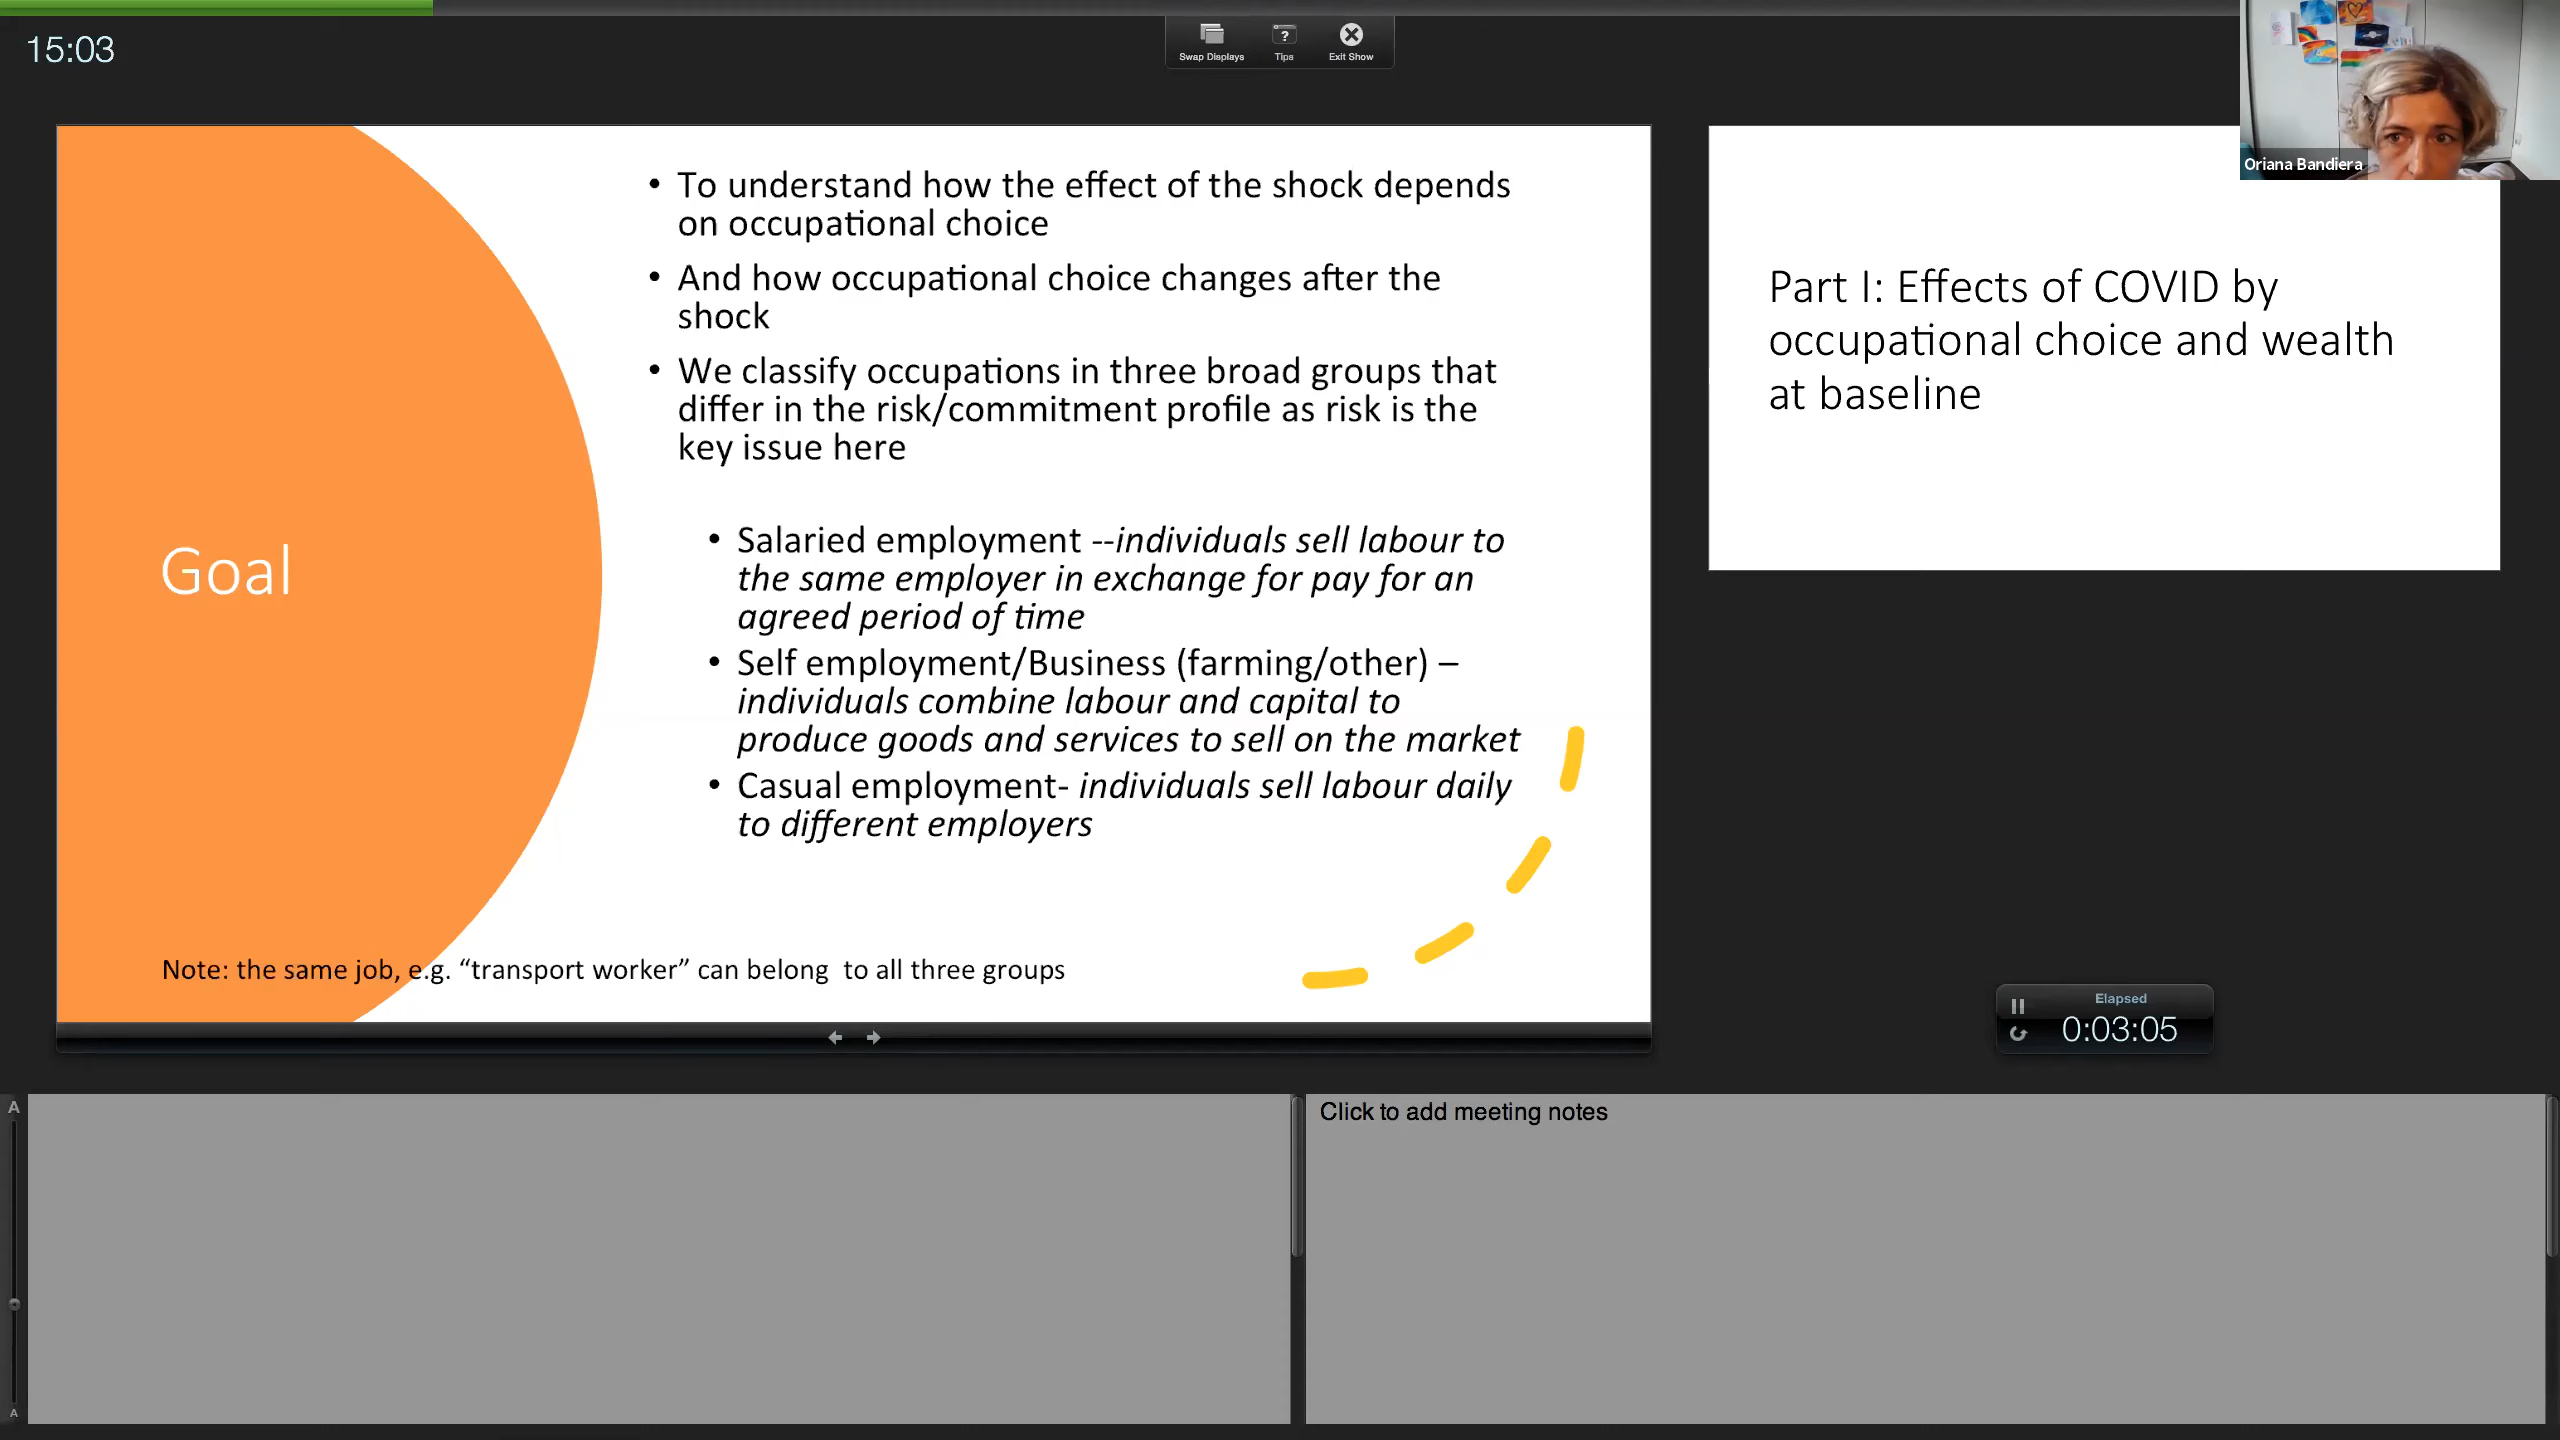 15:03
Swap Displays
Tips
Exit Show
Oriana Bandiera
Goal
• To understand how the effect of the shock depends
on occupational choice
• And how occupational choice changes after the
shock
• We classify occupations in three broad groups that
differ in the risk/commitment profile as risk is the
key issue here
• Salaried employment --individuals sell labour to
the same employer in exchange for pay for an
agreed period of time
• Self employment/Business (farming/other) –
individuals combine labour and capital to
produce goods and services to sell on the market
• Casual employment- individuals sell labour daily
to different employers
Note: the same job, e.g. “transport worker” can belong  to all three groups
Part I: Effects of COVID by
occupational choice and wealth
at baseline
Elapsed
0:03:05
A
A
Click to add meeting notes